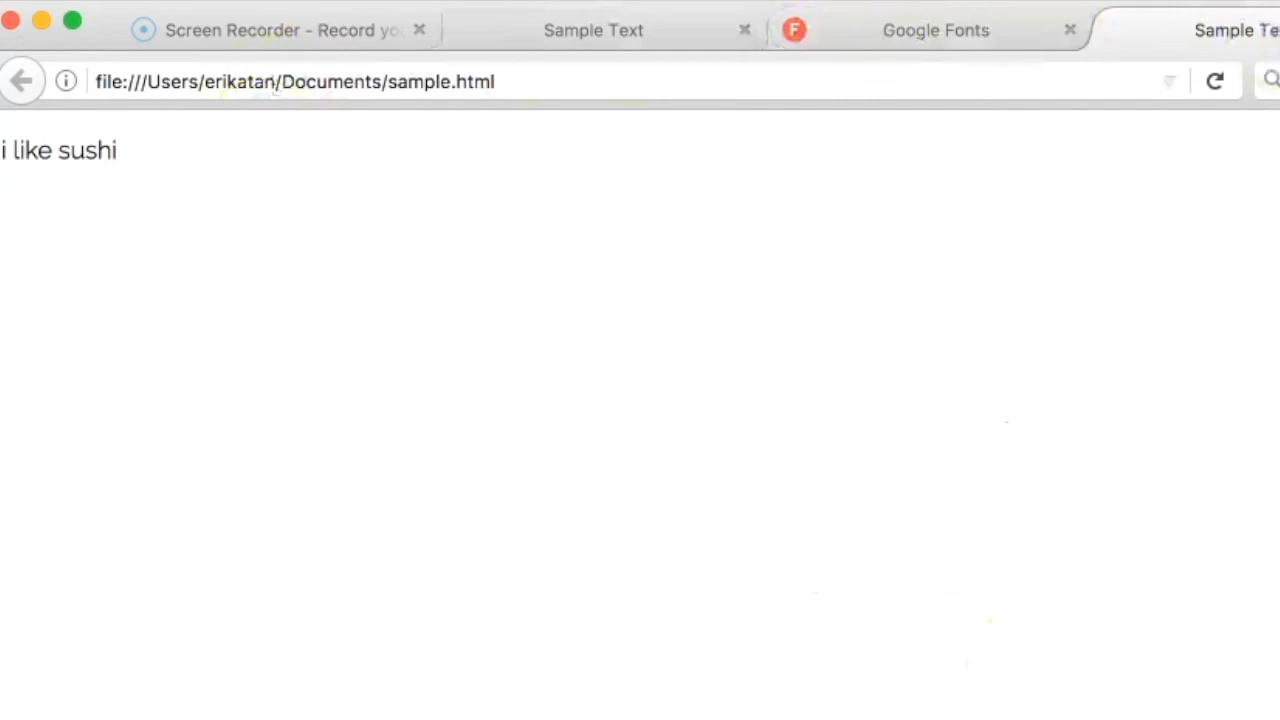 Screen Recorder - Record yo
Sample Text
Google Fonts
Sample Te
file:///Users/erikatan/Documents/sample.html
i like sushi